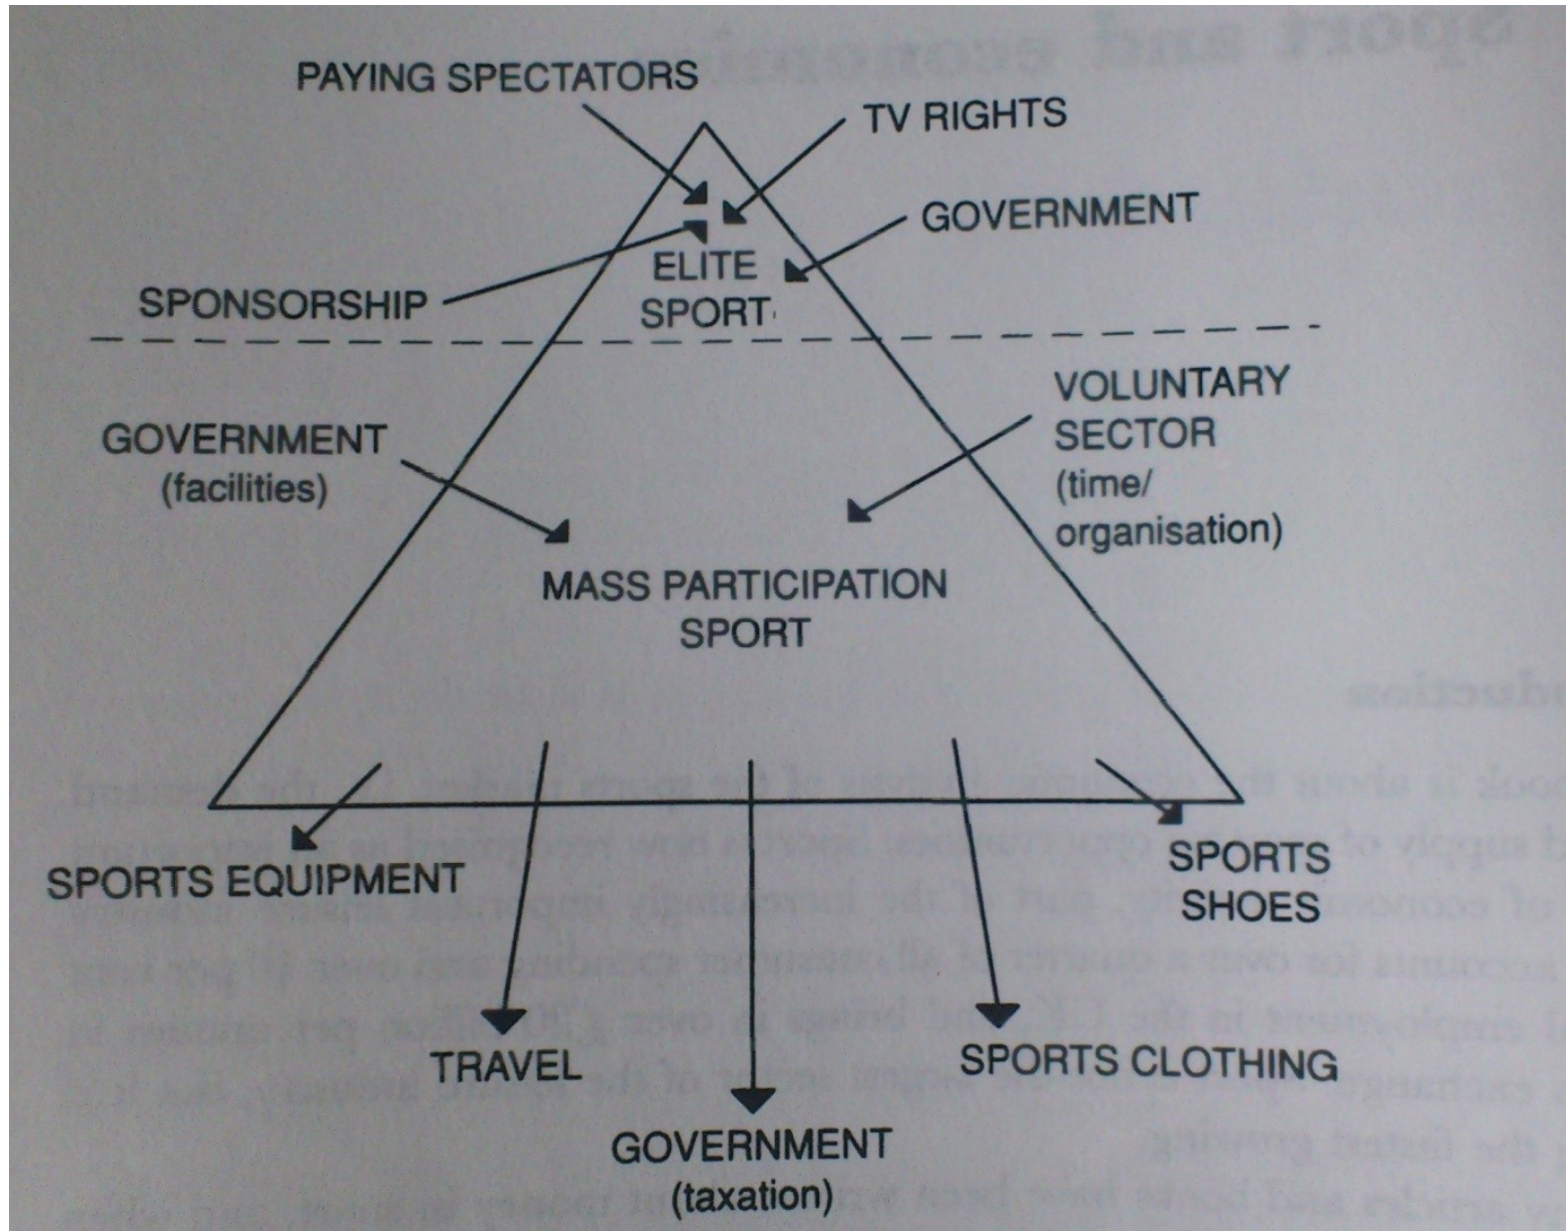 PAYING SPECTATORS
TV RIGHTS
GOVERNMENT
ELITE
SPORT
SPONSORSHIP
GOVERNMENT
(facilities)
VOLUNTARY
SECTOR
(time/
organisation)
MASS PARTICIPATION
SPORT
SPORTS EQUIPMENT
SPORTS
SHOES
TRAVEL
SPORTS CLOTHING
GOVERNMENT
(taxation)